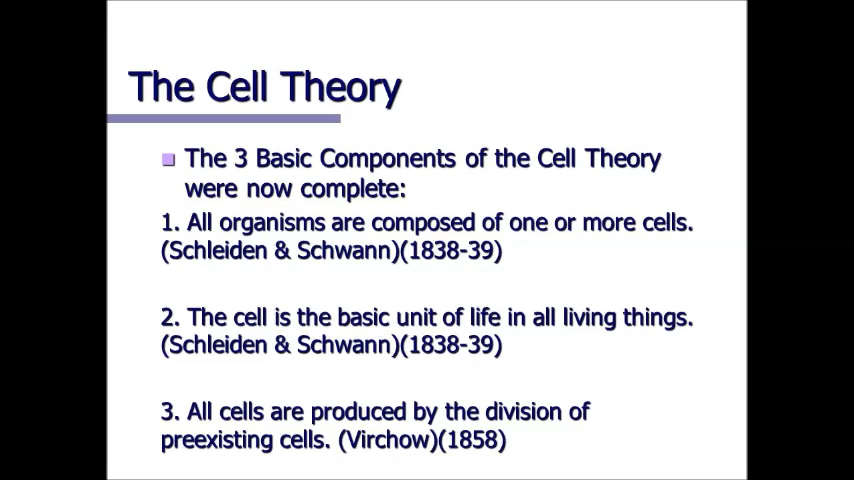 The Cell Theory
The 3 Basic Components of the Cell Theory
were now complete:
1. All organisms are composed of one or more cells.
(Schleiden & Schwann)(1838-39)
2. The cell is the basic unit of life in all living things.
(Schleiden & Schwann)(1838-39)
3. All cells are produced by the division of
preexisting cells. (Virchow)(1858)